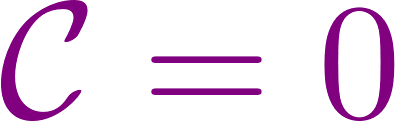 𝒞 = 0